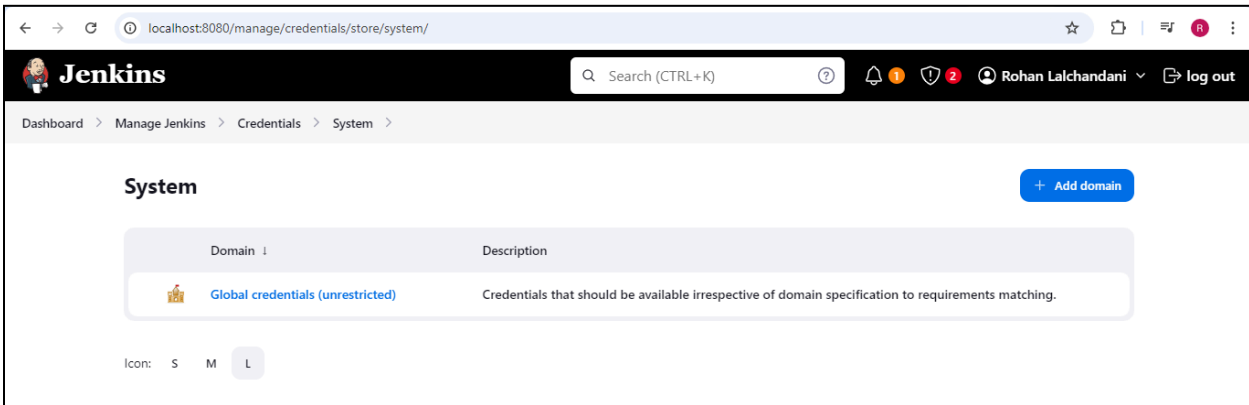 localhost:8080/manage/credentials/store/system/
R
Jenkins
Search (CTRL+K)
?
1
2
Rohan Lalchandani
log out
Dashboard > Manage Jenkins > Credentials > System >
System
+ Add domain
Domain ↓ Description
Global credentials (unrestricted) Credentials that should be available irrespective of domain specification to requirements matching.
Icon: S M L